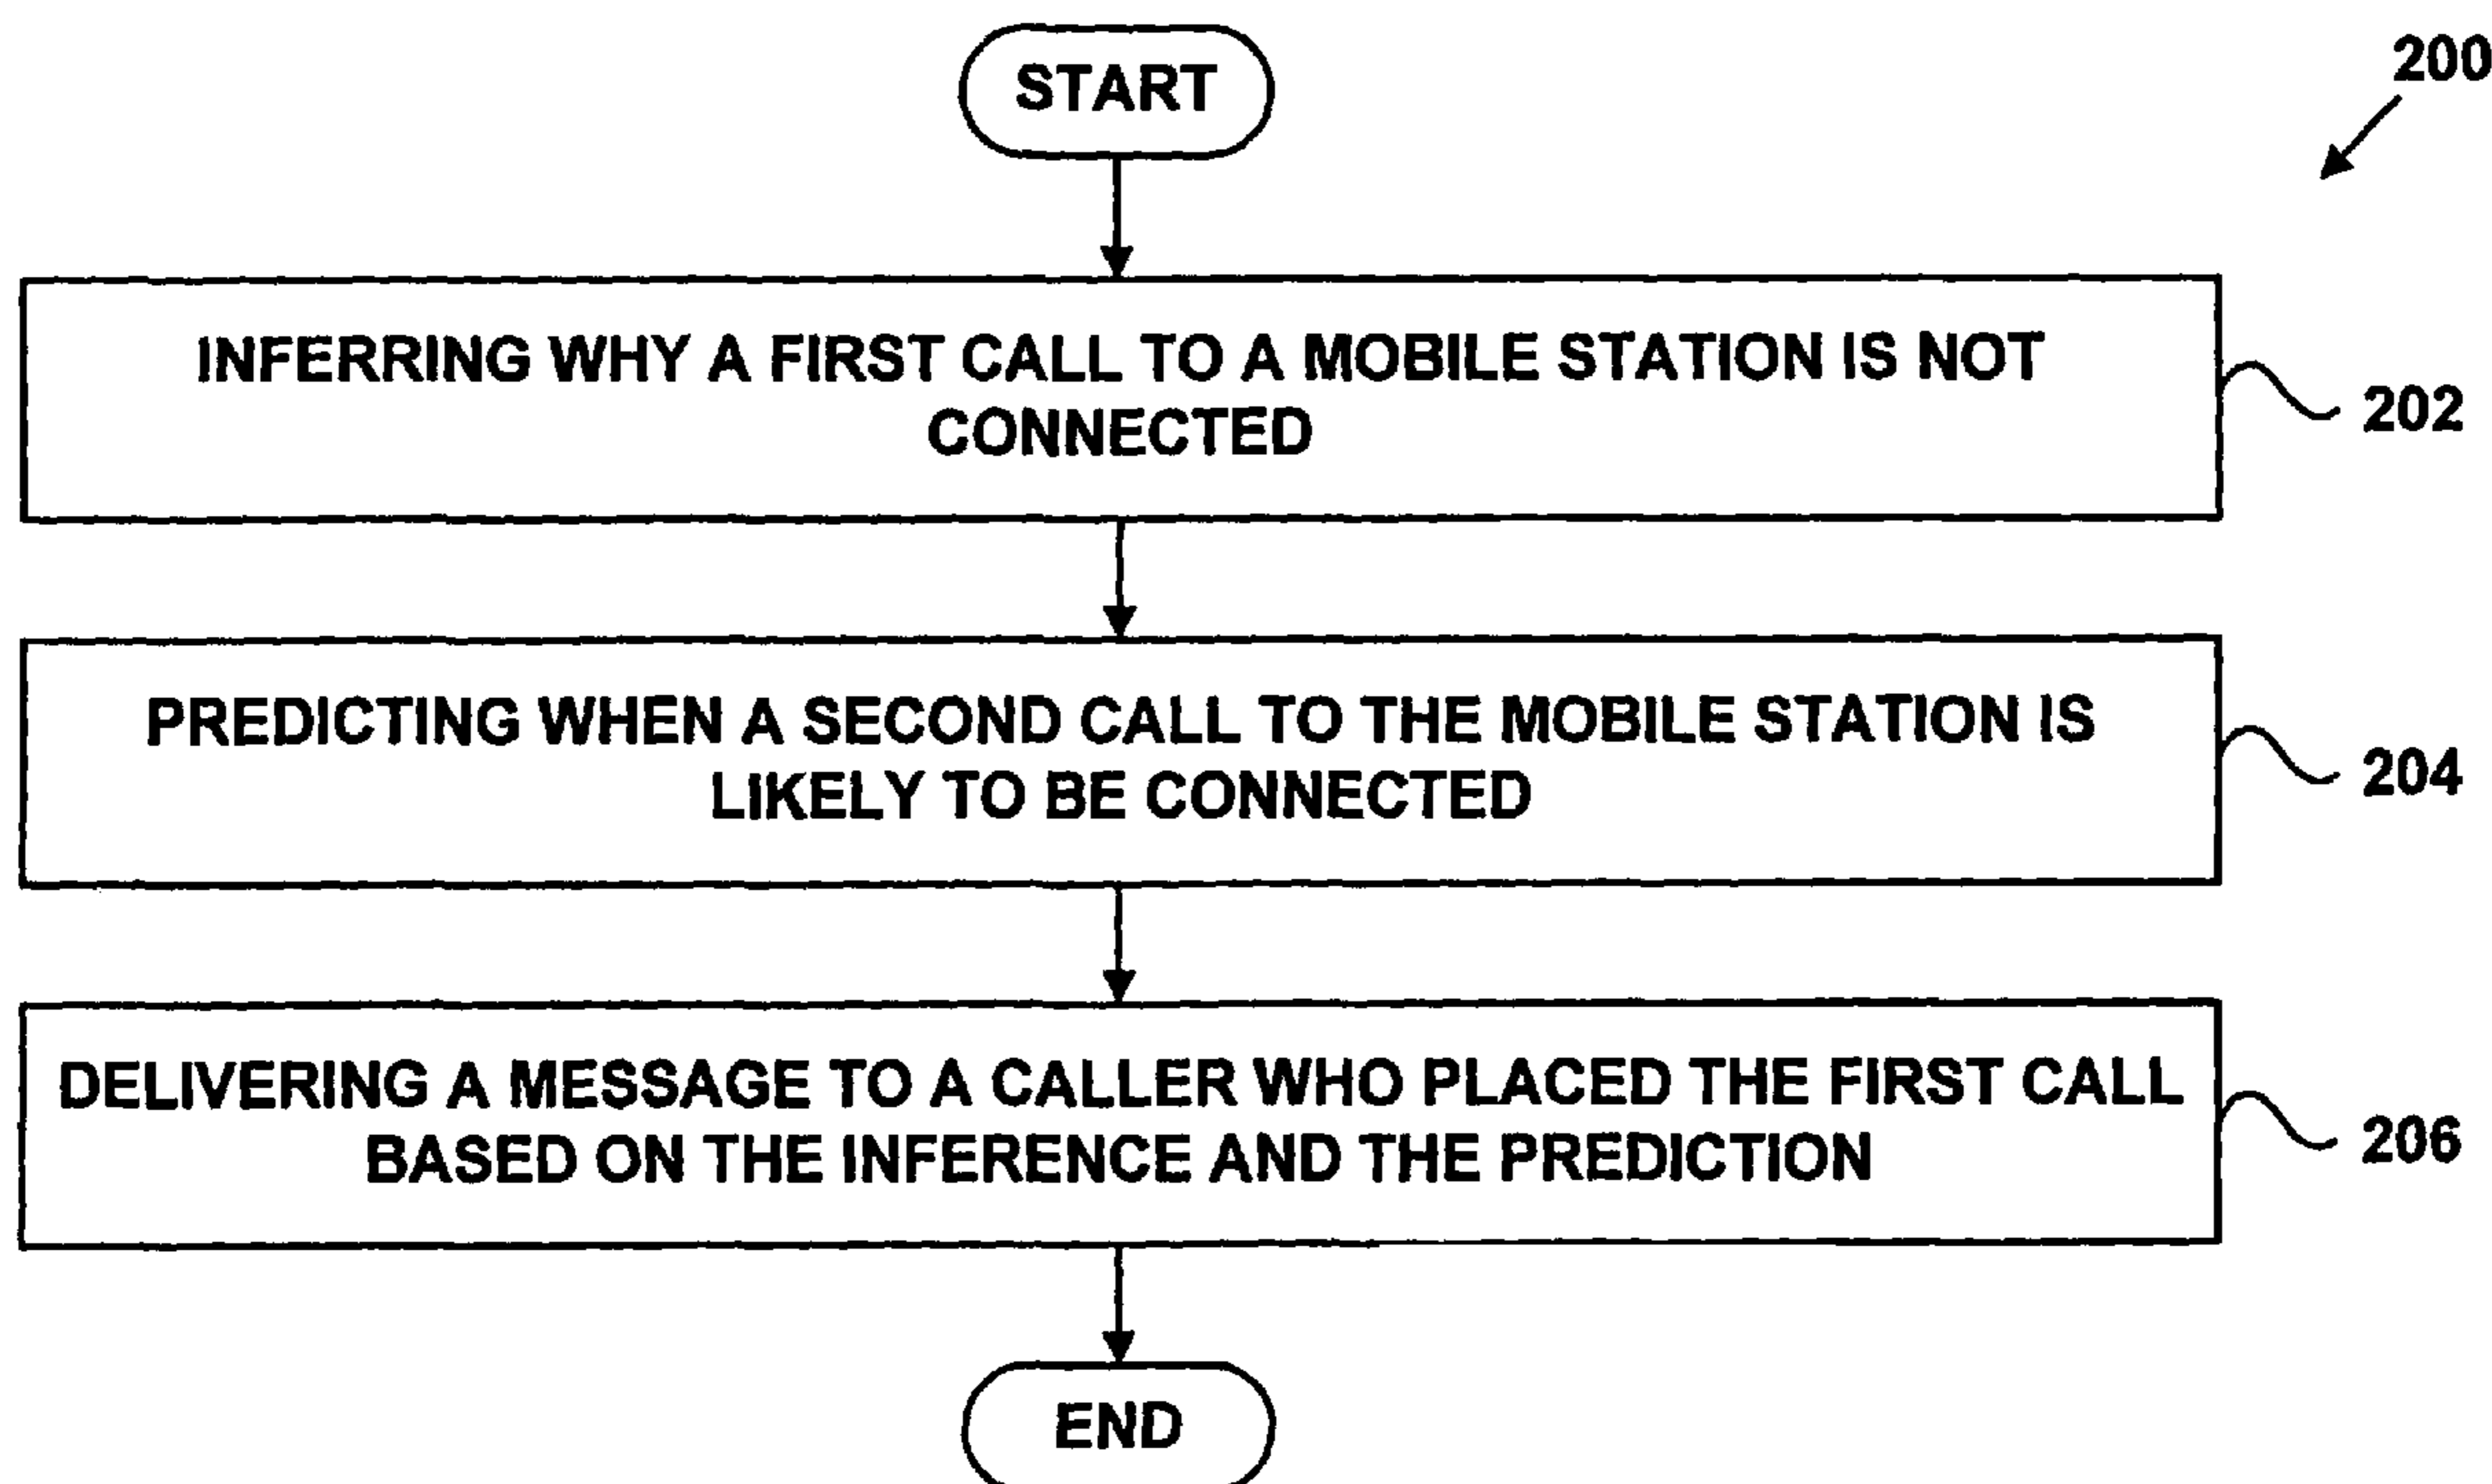 START
200
INFERRING WHY A FIRST CALL TO A MOBILE STATION IS NOT
CONNECTED
202
PREDICTING WHEN A SECOND CALL TO THE MOBILE STATION IS
LIKELY TO BE CONNECTED
204
DELIVERING A MESSAGE TO A CALLER WHO PLACED THE FIRST CALL
BASED ON THE INFERENCE AND THE PREDICTION
206
END